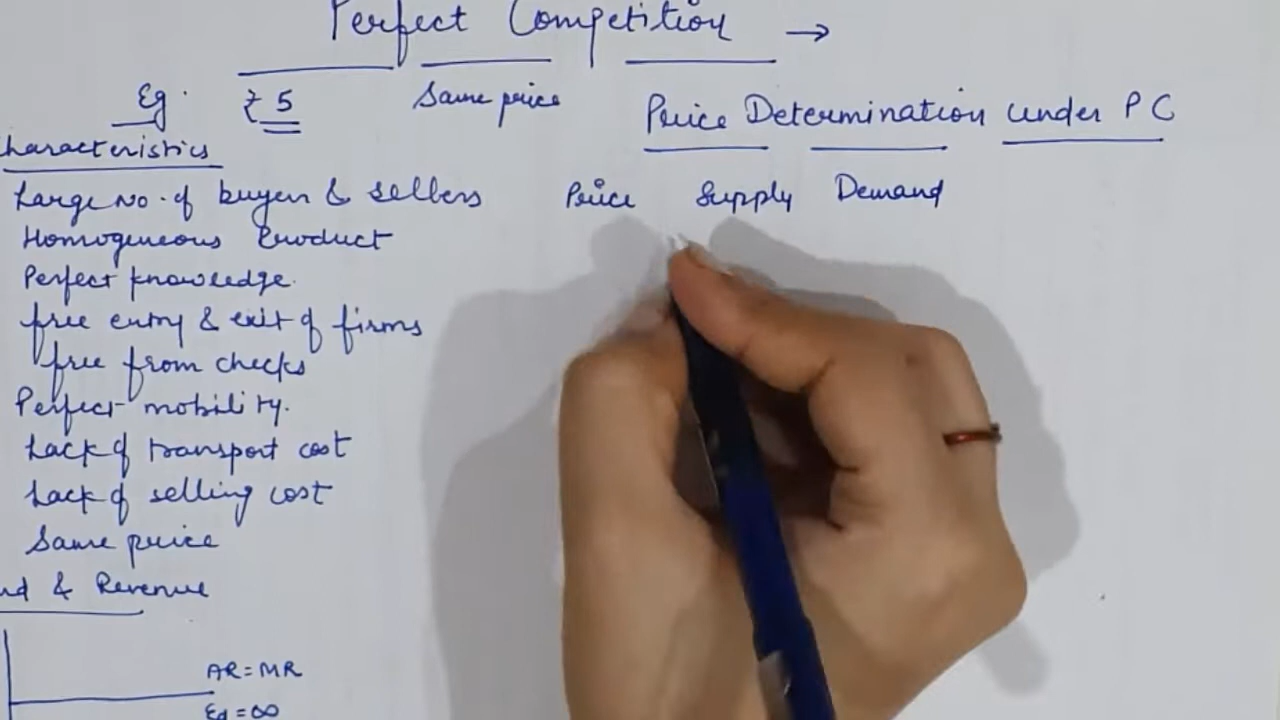 Perfect Competition →
Eg. ₹ 5 Same price
Characteristics
Large No. of buyers & sellers
Homogeneous Product
Perfect knowledge.
free entry & exit of firms
free from checks
Perfect mobility.
Lack of transport cost
Lack of selling cost
Same price
& Revenue
AR=MR
Ed=∞
Price Determination under PC
Price Supply Demand